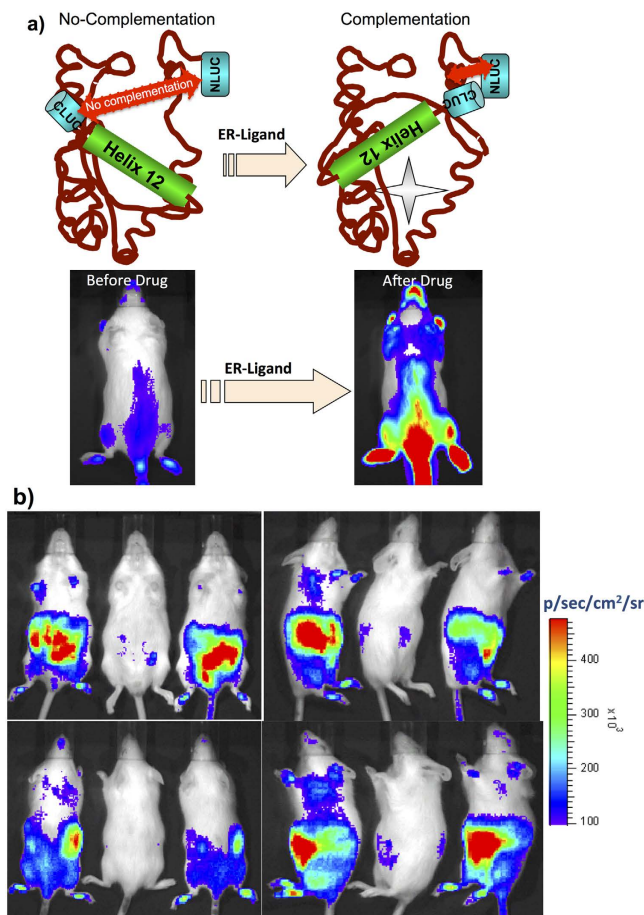 a)
No-Complementation
Complementation
NLUC
CLUC
No complementation
Helix 12
ER-Ligand
NLUC
CLUC
Helix 12
Before Drug
ER-Ligand
After Drug
b)
p/sec/cm²/sr
400
300
x10³
200
100